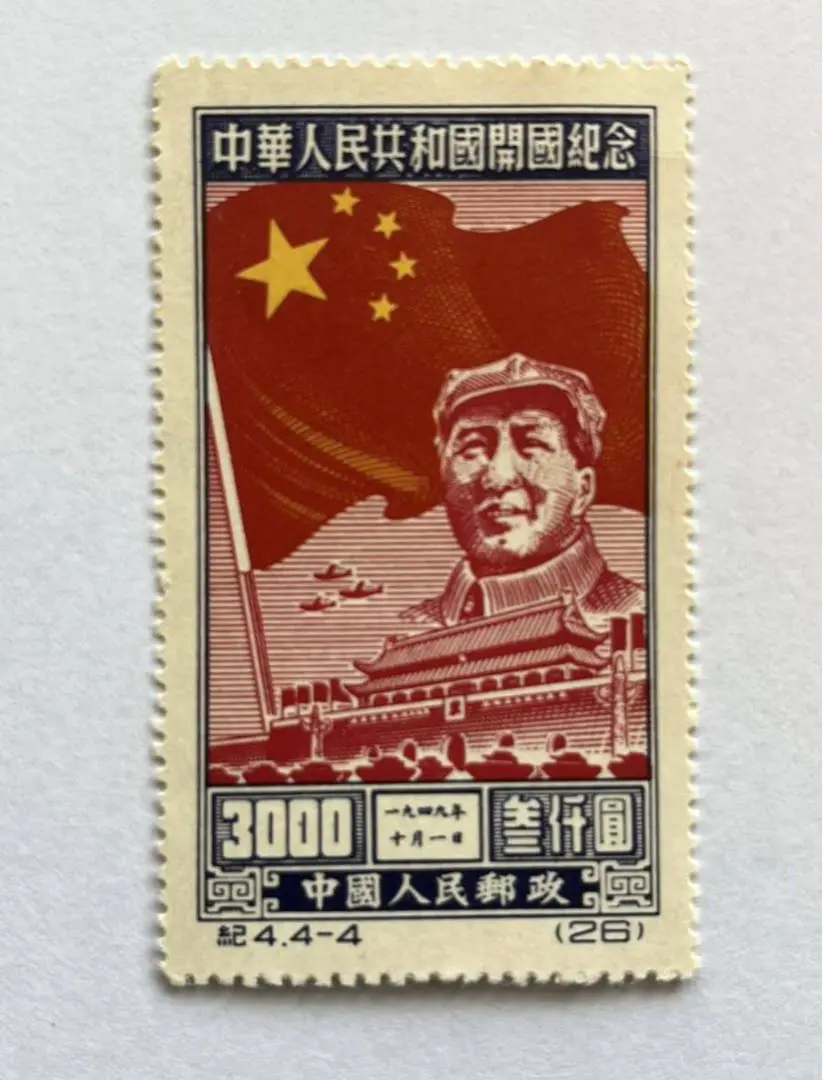 中華人民共和國開國紀念
3000 一九四九年 十月一日 叁仟圓
中國人民郵政
紀4.4-4 (26)